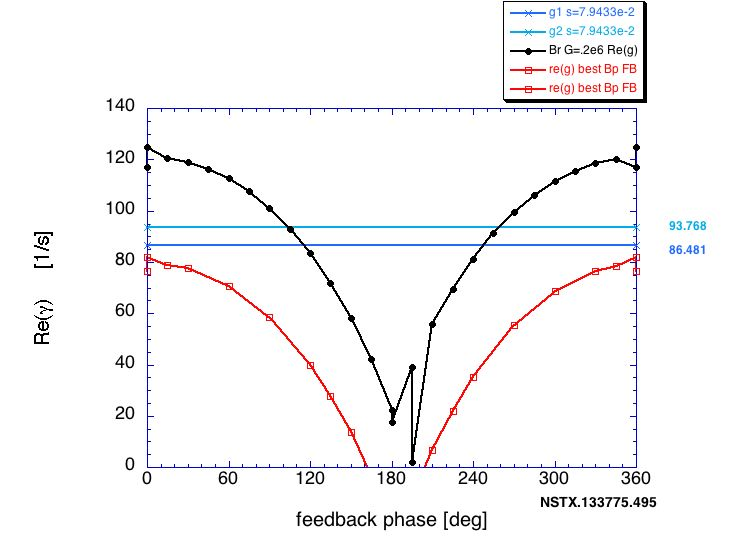 g1 s=7.9433e-2
g2 s=7.9433e-2
Br G=.2e6 Re(g)
re(g) best Bp FB
re(g) best Bp FB
140
120
100
80
60
40
20
0
Re(γ) [1/s]
93.768
86.481
0 60 120 180 240 300 360
NSTX.133775.495
feedback phase [deg]